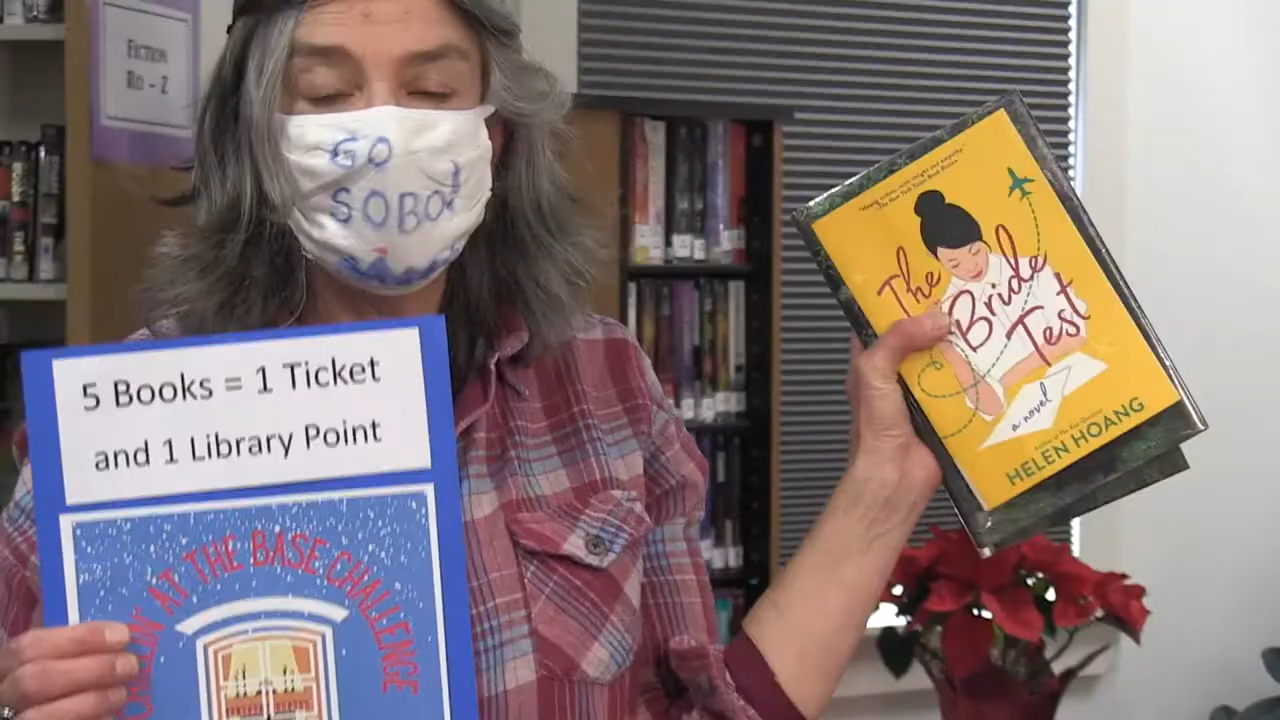 FICTION
RO - Z
GO
SOBO!
5 Books = 1 Ticket
and 1 Library Point
AT THE BASE CHALLENGE
The
Bride
Test
a novel
HELEN HOANG